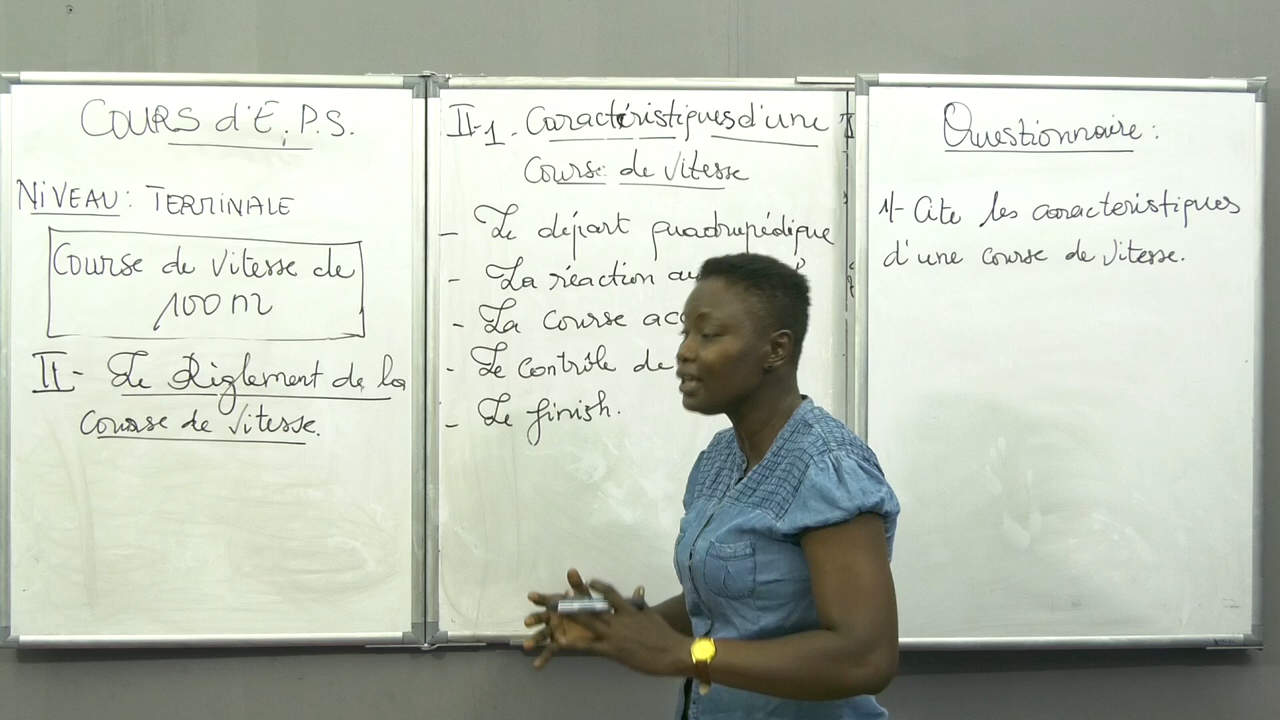 COURS d'E.P.S.
NIVEAU : TERMINALE
Course de vitesse de
100 m
II- Le Règlement de la
Course de Vitesse.
II-1. Caractéristiques d'une
Course de vitesse
- Le départ quadrupédique
- La réaction au
- La course
- Le contrôle de
- Le finish.
Questionnaire :
1/- Cite les caracteristiques
d'une course de vitesse.